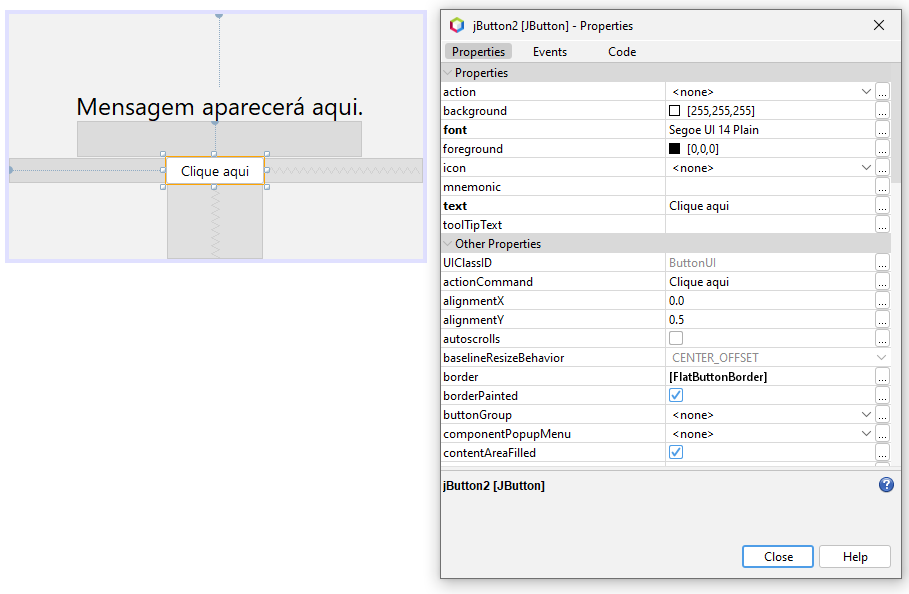 Mensagem aparecerá aqui.
Clique aqui
jButton2 [JButton] - Properties
Properties Events Code
Properties
action <none> ...
background [255,255,255] ...
font Segoe UI 14 Plain ...
foreground [0,0,0] ...
icon <none> ...
mnemonic ...
text Clique aqui ...
toolTipText ...
Other Properties
UIClassID ButtonUI ...
actionCommand Clique aqui ...
alignmentX 0.0 ...
alignmentY 0.5 ...
autoscrolls ...
baselineResizeBehavior CENTER_OFFSET
border [FlatButtonBorder] ...
borderPainted ...
buttonGroup <none> ...
componentPopupMenu <none> ...
contentAreaFilled ...
jButton2 [JButton]
?
Close Help